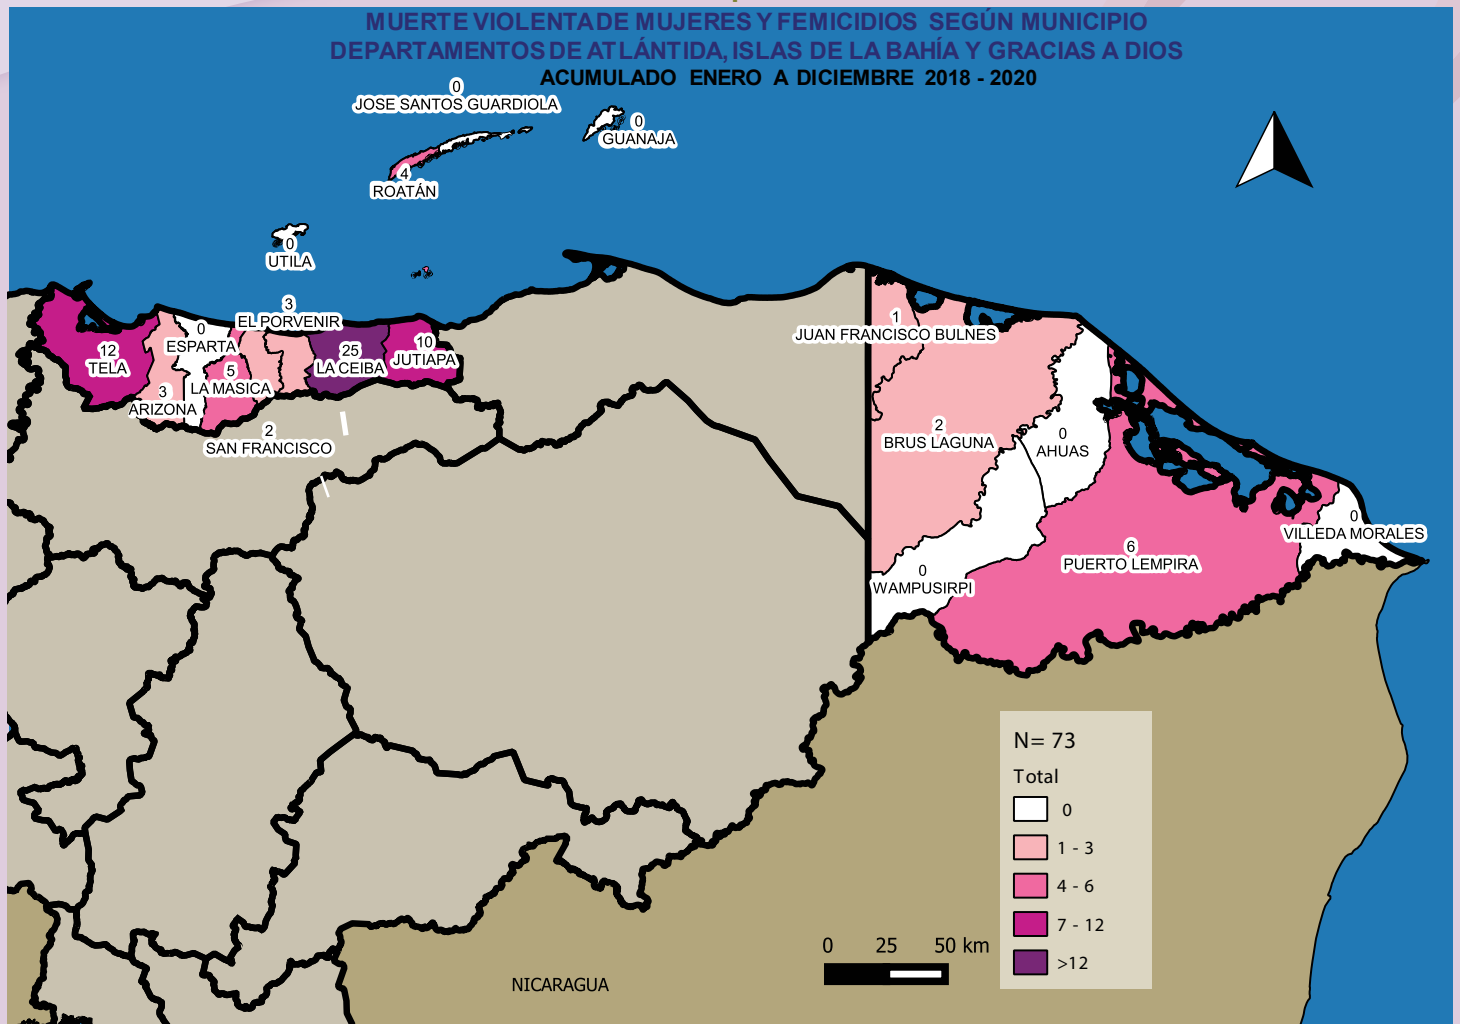 MUERTE VIOLENTA DE MUJERES Y FEMICIDIOS SEGÚN MUNICIPIO
DEPARTAMENTOS DE ATLÁNTIDA, ISLAS DE LA BAHÍA Y GRACIAS A DIOS
ACUMULADO ENERO A DICIEMBRE 2018 - 2020
0
JOSE SANTOS GUARDIOLA
0
GUANAJA
4
ROATÁN
0
UTILA
3
EL PORVENIR
0
ESPARTA
12
TELA
25
LA CEIBA
10
JUTIAPA
5
LA MASICA
3
ARIZONA
2
SAN FRANCISCO
1
JUAN FRANCISCO BULNES
2
BRUS LAGUNA
0
AHUAS
0
VILLEDA MORALES
6
PUERTO LEMPIRA
0
WAMPUSIRPI
N= 73
Total
0
1 - 3
4 - 6
7 - 12
>12
0 25 50 km
NICARAGUA